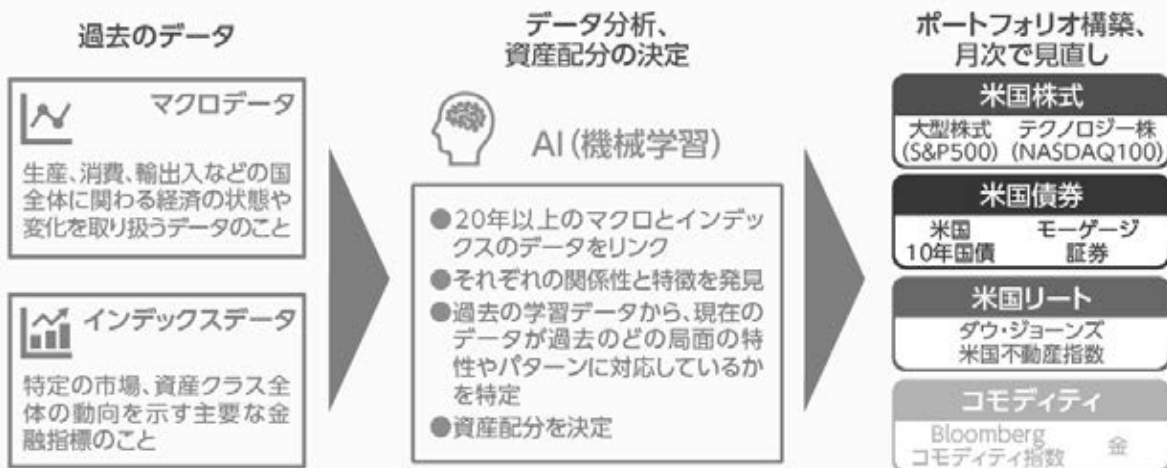 過去のデータ
マクロデータ
生産、消費、輸出入などの国
全体に関わる経済の状態や
変化を取り扱うデータのこと
インデックスデータ
特定の市場、資産クラス全
体の動向を示す主要な金
融指標のこと
データ分析、
資産配分の決定
AI(機械学習)
●20年以上のマクロとインデッ
クスのデータをリンク
●それぞれの関係性と特徴を発見
●過去の学習データから、現在の
データが過去のどの局面の特
性やパターンに対応しているか
を特定
●資産配分を決定
ポートフォリオ構築、
月次で見直し
米国株式
大型株式 テクノロジー株
(S&P500) (NASDAQ100)
米国債券
米国 モーゲージ
10年国債 証券
米国リート
ダウ・ジョーンズ
米国不動産指数
コモディティ
Bloomberg 金
コモディティ指数